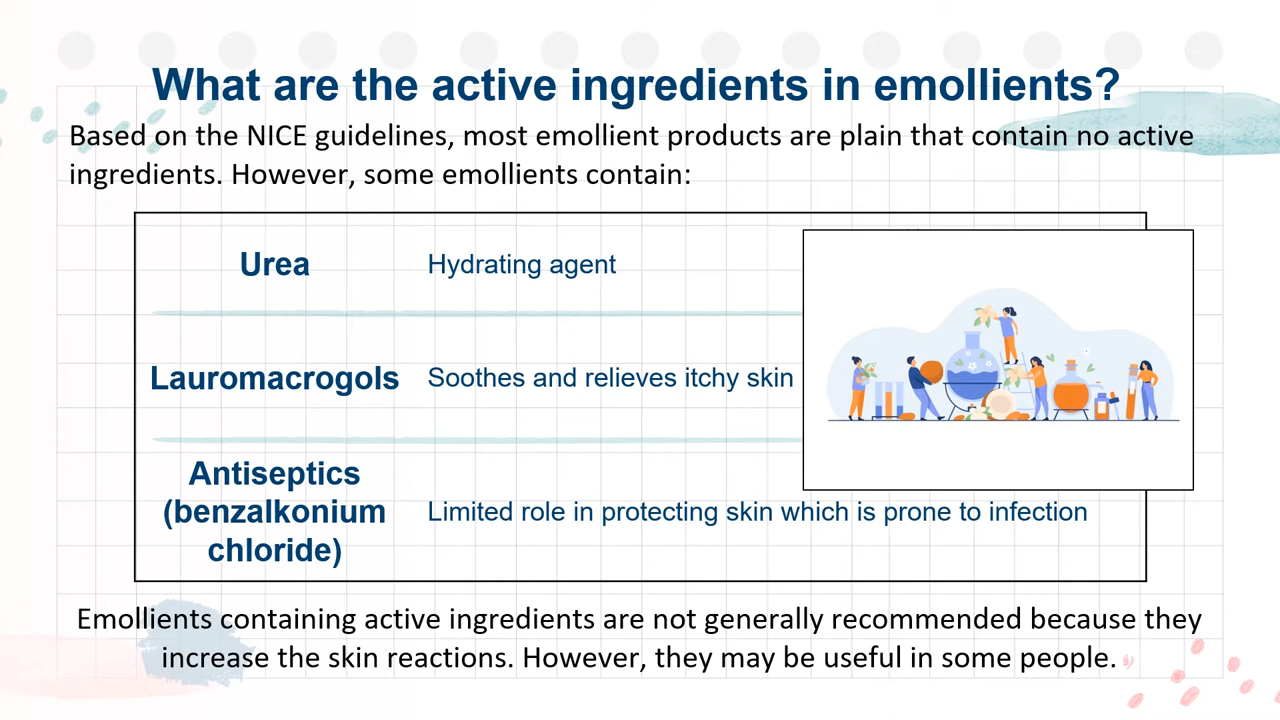 What are the active ingredients in emollients?
Based on the NICE guidelines, most emollient products are plain that contain no active
ingredients. However, some emollients contain:
Urea
Hydrating agent
Lauromacrogols
Soothes and relieves itchy skin
Antiseptics
(benzalkonium
chloride)
Limited role in protecting skin which is prone to infection
Emollients containing active ingredients are not generally recommended because they
increase the skin reactions. However, they may be useful in some people.